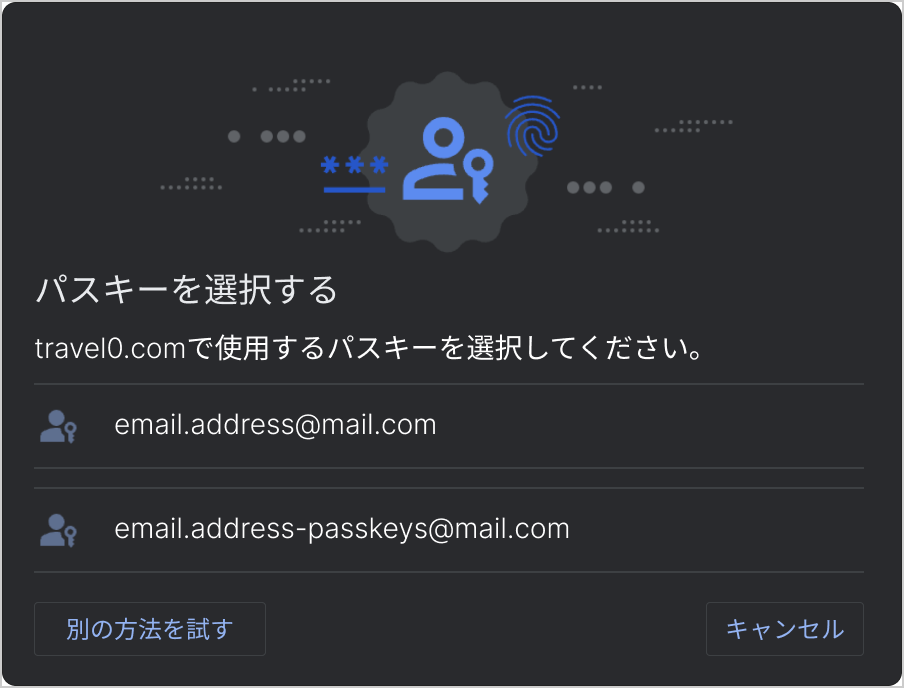 ***
パスキーを選択する
travel0.comで使用するパスキーを選択してください。
email.address@mail.com
email.address-passkeys@mail.com
別の方法を試す
キャンセル